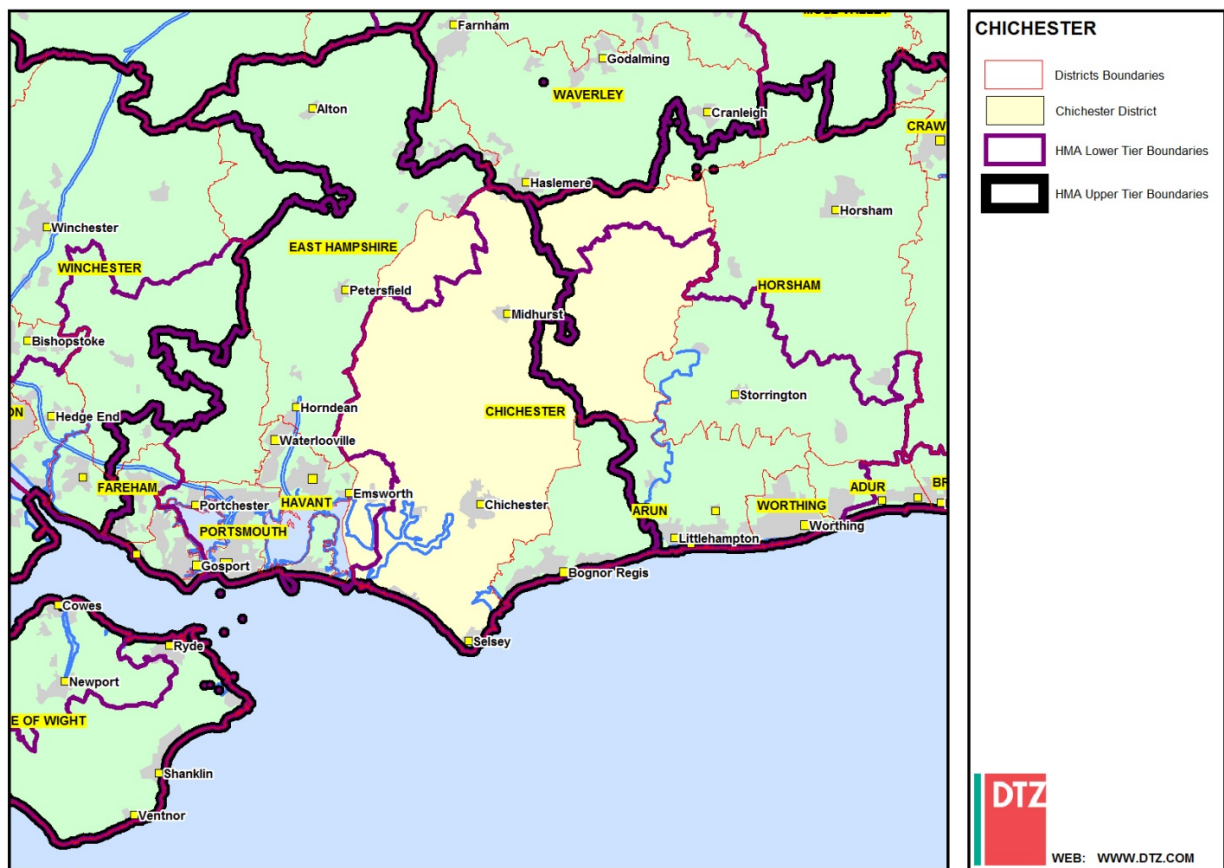 MOLE VALLEY
Farnham
Godalming
WAVERLEY
Alton
Cranleigh
CRAW
Haslemere
Horsham
Winchester
EAST HAMPSHIRE
WINCHESTER
HORSHAM
Petersfield
Midhurst
Bishopstoke
Storrington
Horndean
CHICHESTER
Hedge End
ON
Waterlooville
FAREHAM
Emsworth
ADUR
BR
HAVANT
Portchester
Chichester
ARUN
WORTHING
Worthing
PORTSMOUTH
Littlehampton
Gosport
Bognor Regis
Cowes
Selsey
Ryde
Newport
E OF WIGHT
Shanklin
Ventnor
CHICHESTER
Districts Boundaries
Chichester District
HMA Lower Tier Boundaries
HMA Upper Tier Boundaries
DTZ
WEB: WWW.DTZ.COM